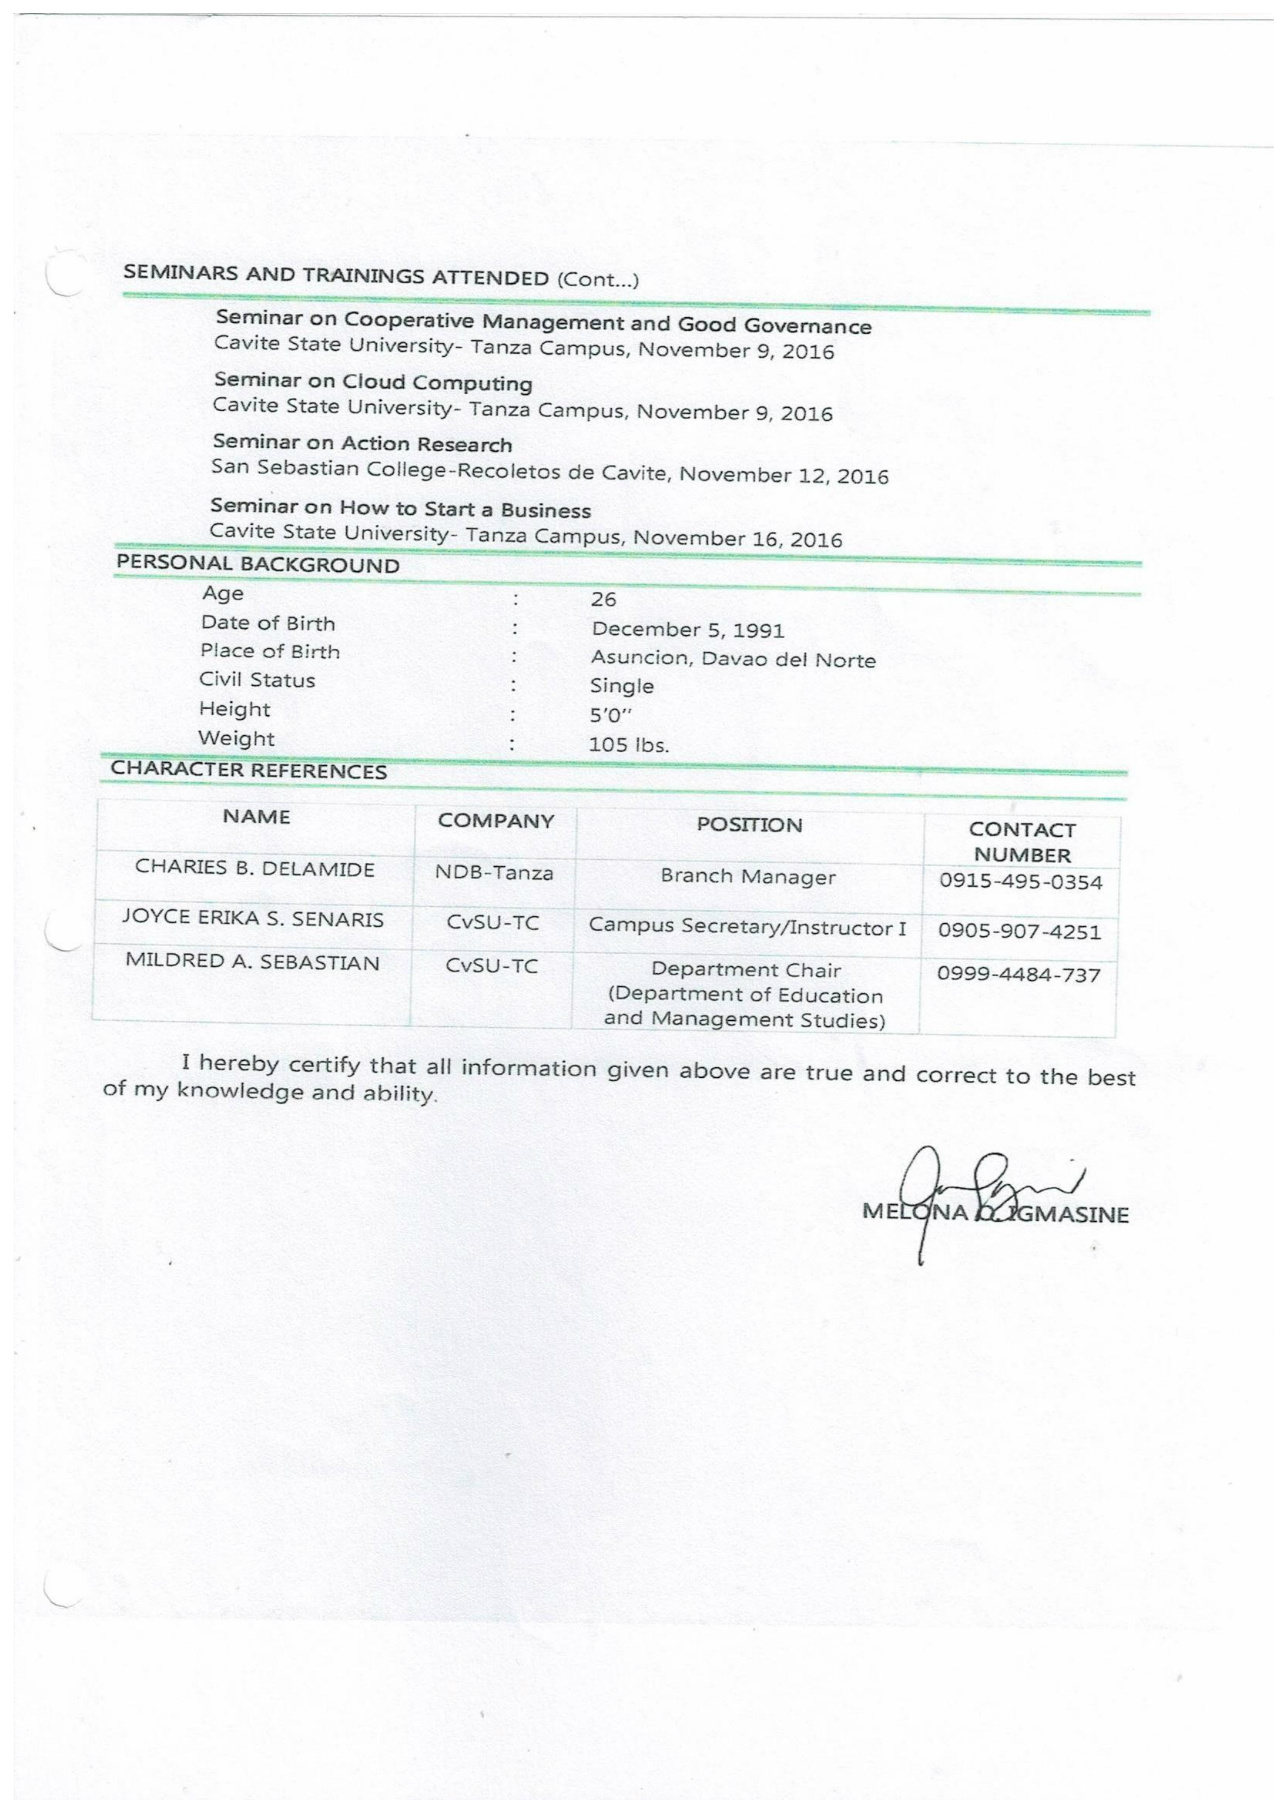 SEMINARS AND TRAININGS ATTENDED (Cont...)
Seminar on Cooperative Management and Good Governance
Cavite State University- Tanza Campus, November 9, 2016
Seminar on Cloud Computing
Cavite State University- Tanza Campus, November 9, 2016
Seminar on Action Research
San Sebastian College-Recoletos de Cavite, November 12, 2016
Seminar on How to Start a Business
Cavite State University- Tanza Campus, November 16, 2016
PERSONAL BACKGROUND
Age : 26
Date of Birth : December 5, 1991
Place of Birth : Asuncion, Davao del Norte
Civil Status : Single
Height : 5'0"
Weight : 105 lbs.
CHARACTER REFERENCES
NAME COMPANY POSITION CONTACT
NUMBER
CHARIES B. DELAMIDE NDB-Tanza Branch Manager 0915-495-0354
JOYCE ERIKA S. SENARIS CvSU-TC Campus Secretary/Instructor I 0905-907-4251
MILDRED A. SEBASTIAN CvSU-TC Department Chair 0999-4484-737
(Department of Education
and Management Studies)
I hereby certify that all information given above are true and correct to the best
of my knowledge and ability.
MELONA O. IGMASINE